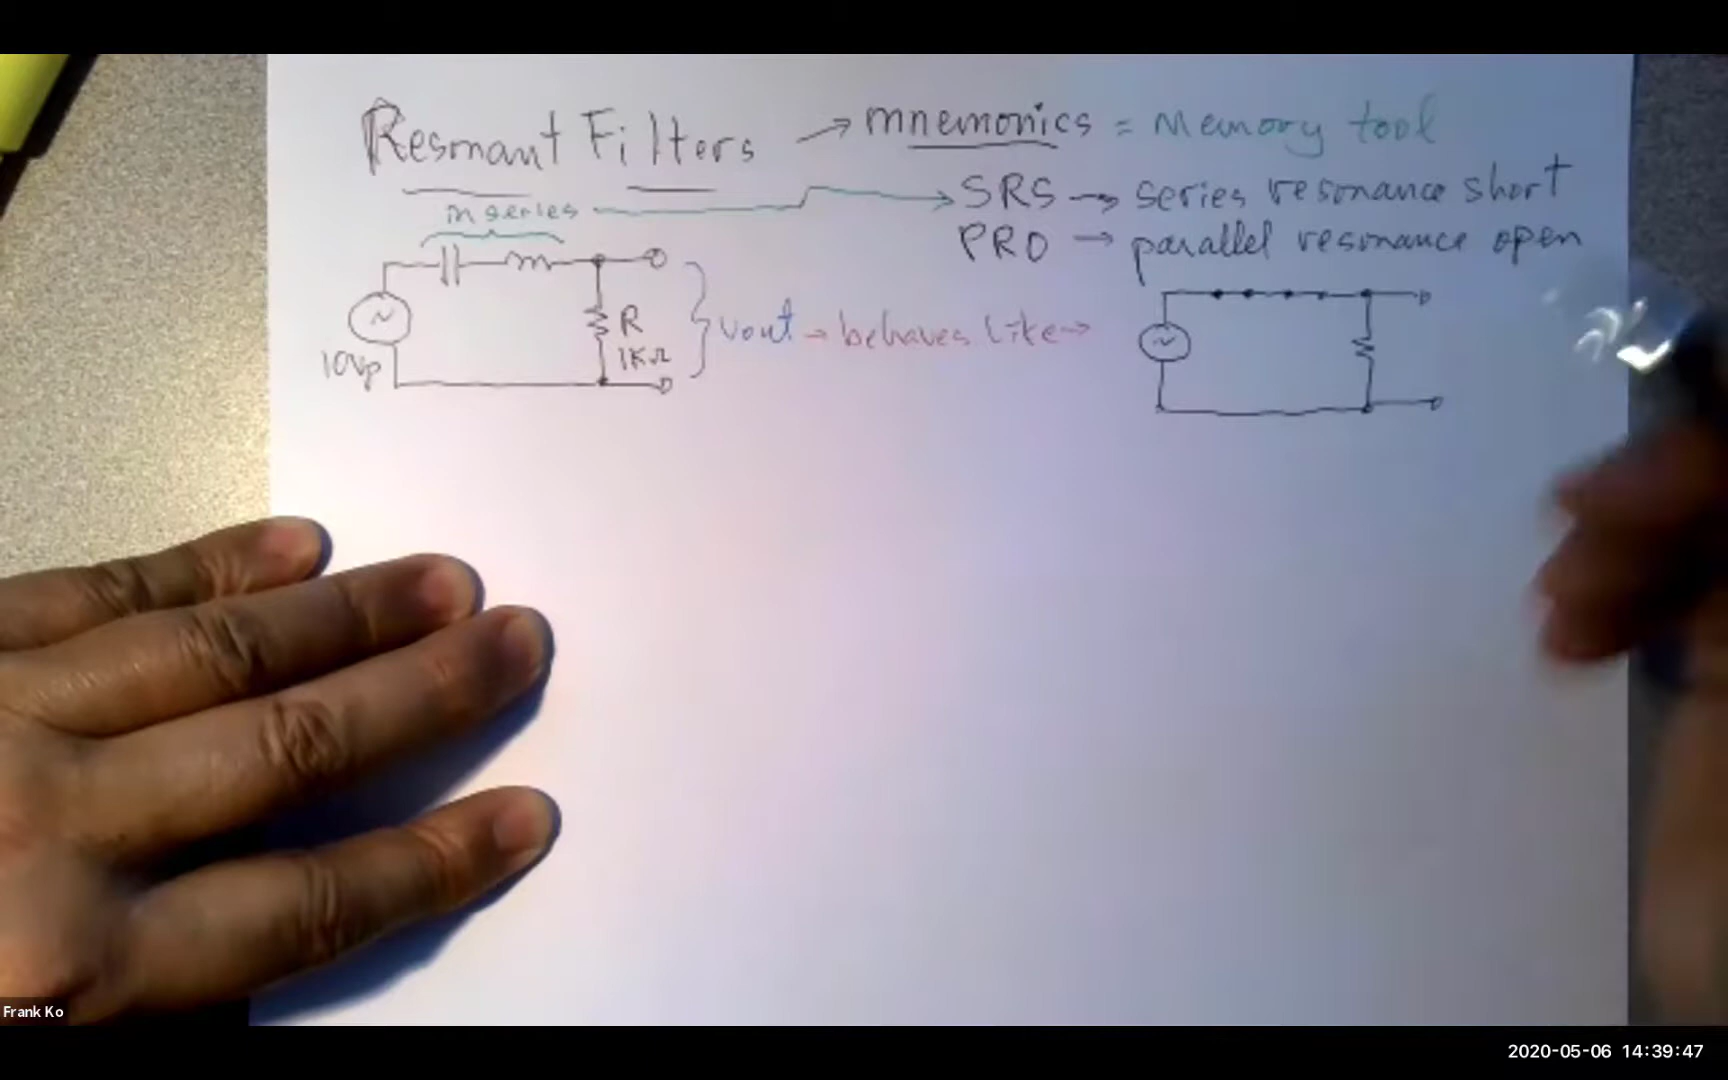 Resonant Filters → mnemonics = Memory tool
in series → SRS → series resonance short
PRO → parallel resonance open
~
10Vp
R
1KΩ
Vout → behaves like →
~
Frank Ko
2020-05-06 14:39:47